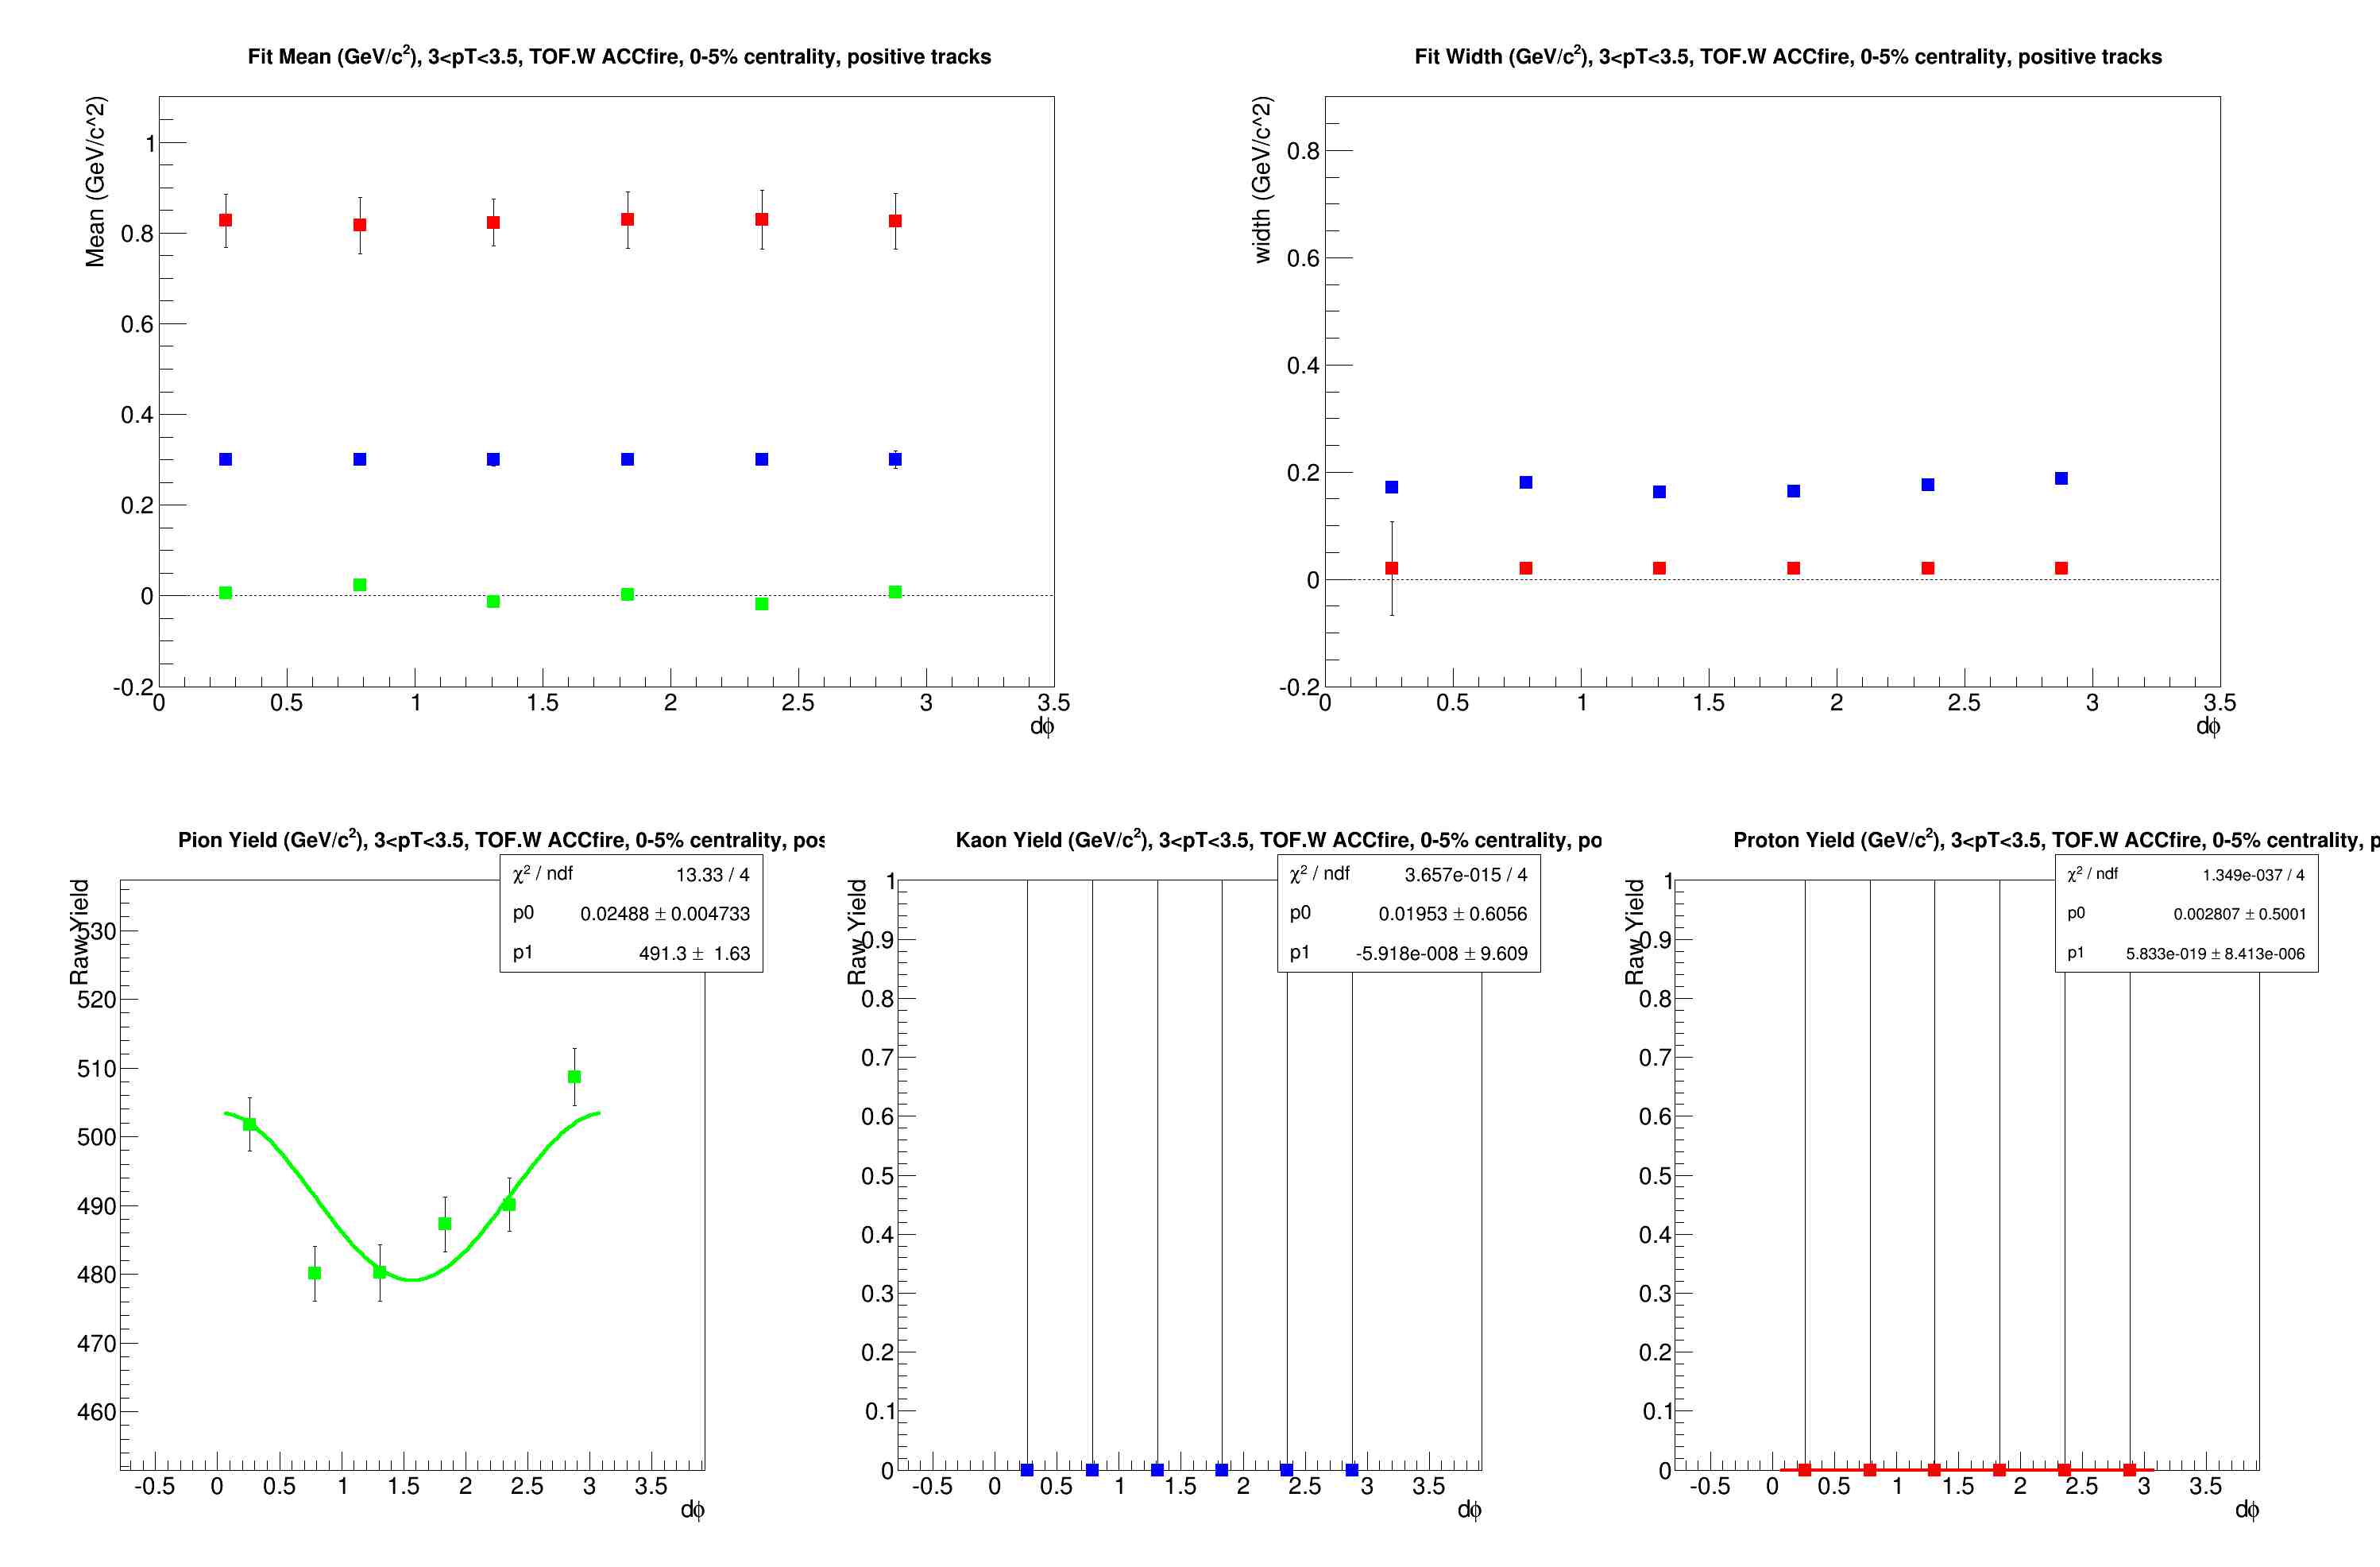 Fit Mean (GeV/c²), 3<pT<3.5, TOF.W ACCfire, 0-5% centrality, positive tracks
Mean (GeV/c^2)
1
0.8
0.6
0.4
0.2
0
-0.2
0 0.5 1 1.5 2 2.5 3 3.5
dϕ
Fit Width (GeV/c²), 3<pT<3.5, TOF.W ACCfire, 0-5% centrality, positive tracks
width (GeV/c^2)
0.8
0.6
0.4
0.2
0
-0.2
0 0.5 1 1.5 2 2.5 3 3.5
dϕ
Pion Yield (GeV/c²), 3<pT<3.5, TOF.W ACCfire, 0-5% centrality, pos
χ² / ndf 13.33 / 4
p0 0.02488 ± 0.004733
p1 491.3 ± 1.63
Raw Yield
530
520
510
500
490
480
470
460
-0.5 0 0.5 1 1.5 2 2.5 3 3.5
dϕ
Kaon Yield (GeV/c²), 3<pT<3.5, TOF.W ACCfire, 0-5% centrality, po
χ² / ndf 3.657e-015 / 4
p0 0.01953 ± 0.6056
p1 -5.918e-008 ± 9.609
Raw Yield
1
0.9
0.8
0.7
0.6
0.5
0.4
0.3
0.2
0.1
0
-0.5 0 0.5 1 1.5 2 2.5 3 3.5
dϕ
Proton Yield (GeV/c²), 3<pT<3.5, TOF.W ACCfire, 0-5% centrality, p
χ² / ndf 1.349e-037 / 4
p0 0.002807 ± 0.5001
p1 5.833e-019 ± 8.413e-006
Raw Yield
1
0.9
0.8
0.7
0.6
0.5
0.4
0.3
0.2
0.1
0
-0.5 0 0.5 1 1.5 2 2.5 3 3.5
dϕ